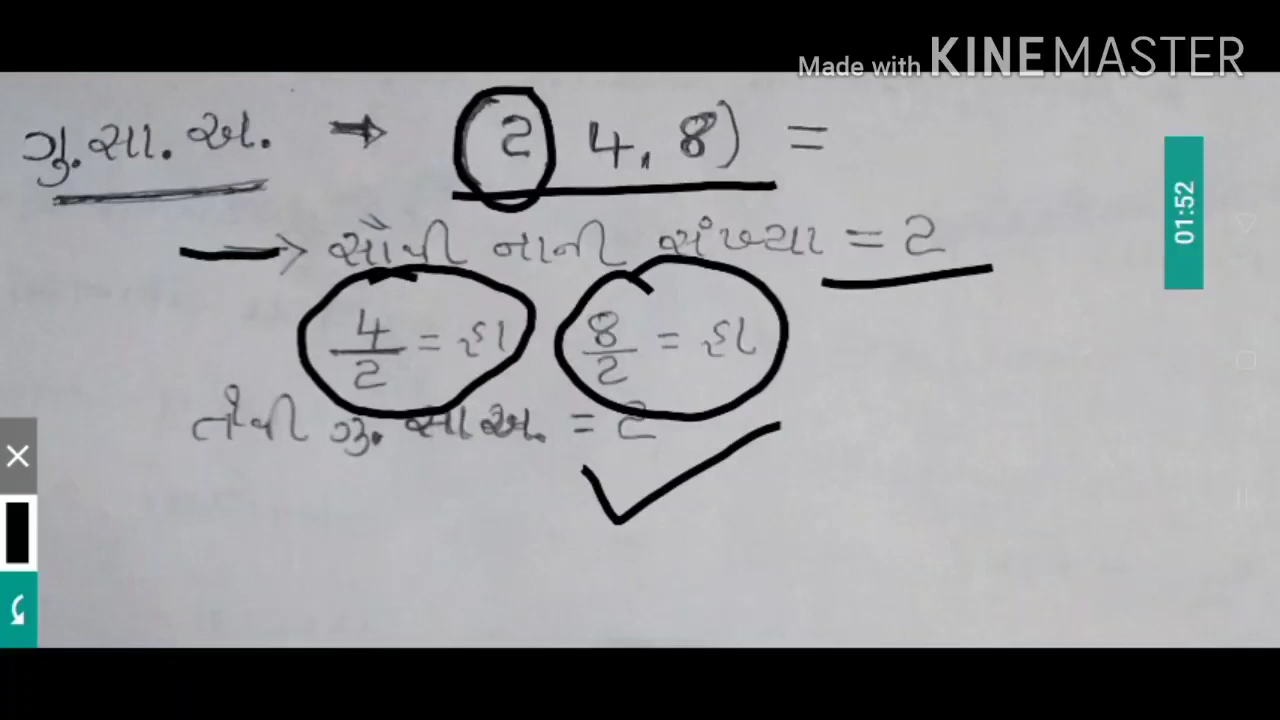 Made with KINEMASTER
ગુ.સા.અ. → (2 4, 8) =
→ સૌથી નાની સંખ્યા = 2
4/2 = હા 8/2 = હા
તેથી ગુ. સા અ. = 2
01:52